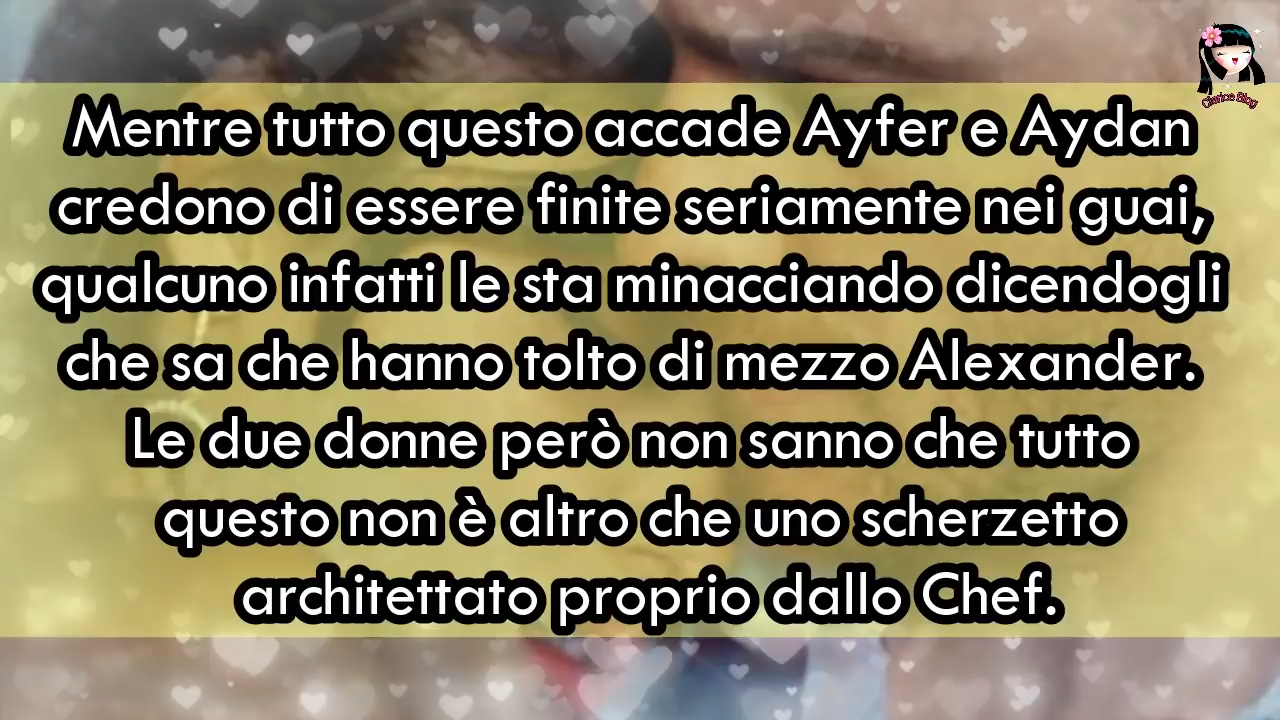 Mentre tutto questo accade Ayfer e Aydan
credono di essere finite seriamente nei guai,
qualcuno infatti le sta minacciando dicendogli
che sa che hanno tolto di mezzo Alexander.
Le due donne però non sanno che tutto
questo non è altro che uno scherzetto
architettato proprio dallo Chef.
Clarice Blog